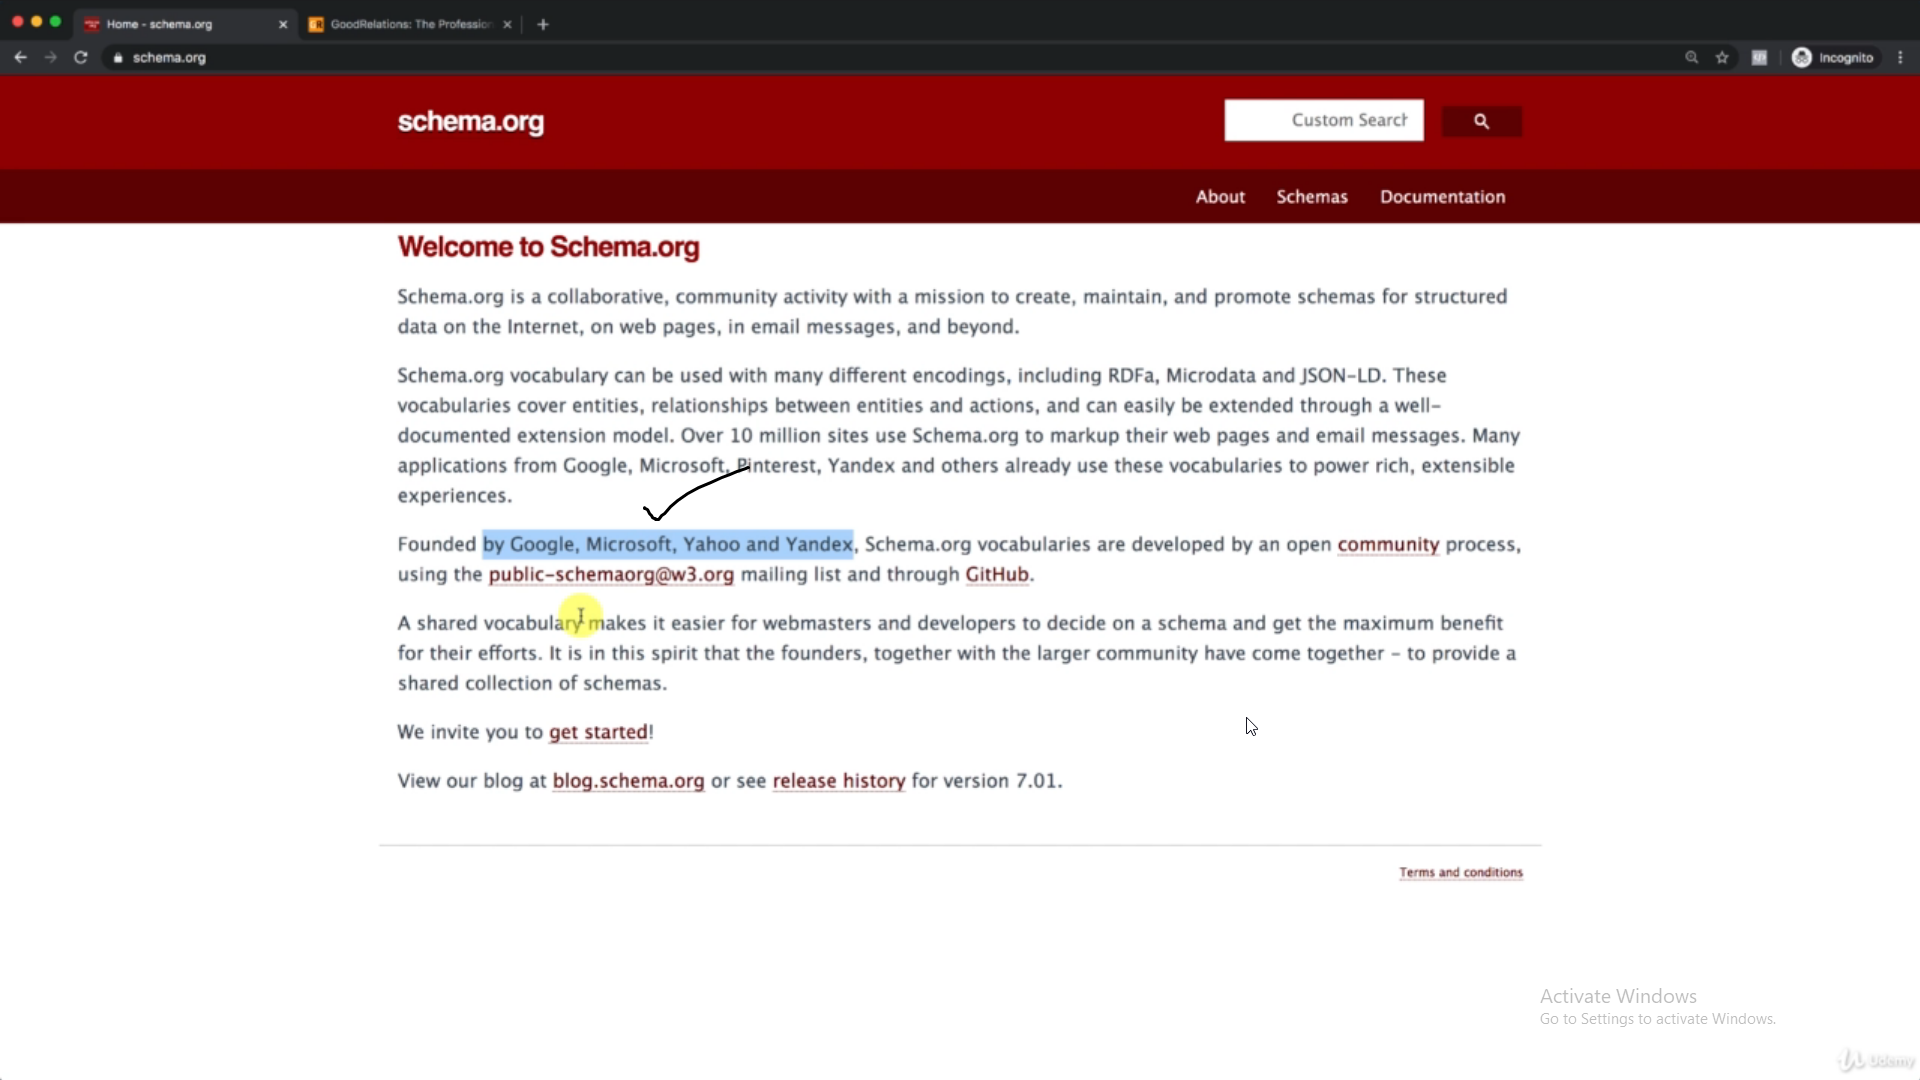 Home - schema.org
GoodRelations: The Profession
schema.org
Incognito
schema.org
Custom Search
About Schemas Documentation
Welcome to Schema.org
Schema.org is a collaborative, community activity with a mission to create, maintain, and promote schemas for structured
data on the Internet, on web pages, in email messages, and beyond.
Schema.org vocabulary can be used with many different encodings, including RDFa, Microdata and JSON-LD. These
vocabularies cover entities, relationships between entities and actions, and can easily be extended through a well-
documented extension model. Over 10 million sites use Schema.org to markup their web pages and email messages. Many
applications from Google, Microsoft, Pinterest, Yandex and others already use these vocabularies to power rich, extensible
experiences.
Founded by Google, Microsoft, Yahoo and Yandex, Schema.org vocabularies are developed by an open community process,
using the public-schemaorg@w3.org mailing list and through GitHub.
A shared vocabulary makes it easier for webmasters and developers to decide on a schema and get the maximum benefit
for their efforts. It is in this spirit that the founders, together with the larger community have come together - to provide a
shared collection of schemas.
We invite you to get started!
View our blog at blog.schema.org or see release history for version 7.01.
Terms and conditions
Activate Windows
Go to Settings to activate Windows.
Udemy